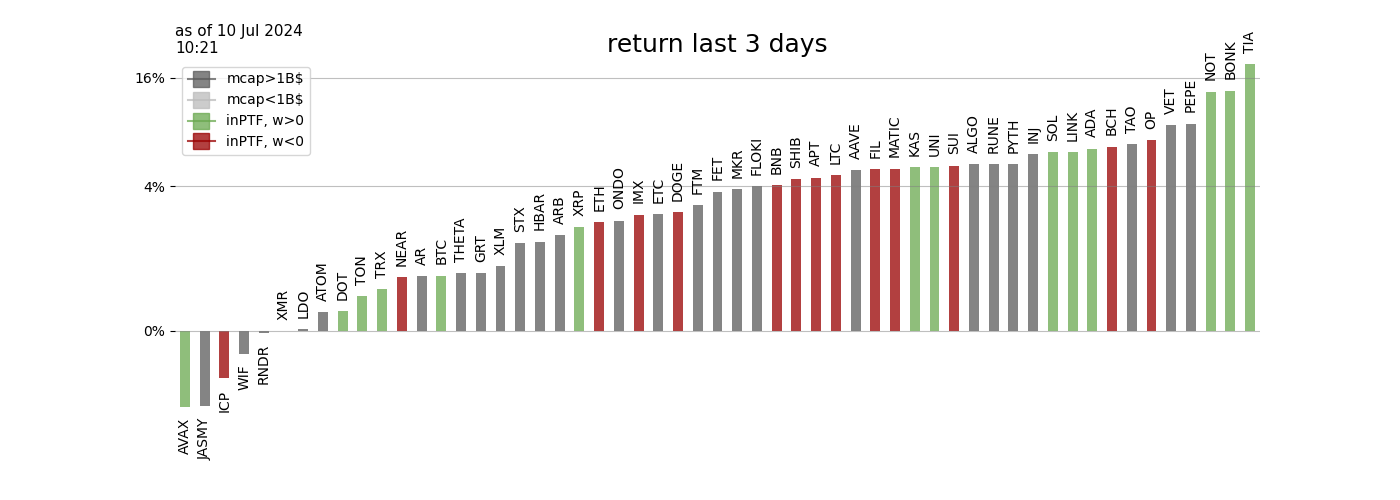 as of 10 Jul 2024
10:21
return last 3 days
mcap>1B$
mcap<1B$
inPTF, w>0
inPTF, w<0
16%
4%
0%
AVAX
JASMY
ICP
WIF
RNDR
XMR
LDO
ATOM
DOT
TON
TRX
NEAR
AR
BTC
THETA
GRT
XLM
STX
HBAR
ARB
XRP
ETH
ONDO
IMX
ETC
DOGE
FTM
FET
MKR
FLOKI
BNB
SHIB
APT
LTC
AAVE
FIL
MATIC
KAS
UNI
SUI
ALGO
RUNE
PYTH
INJ
SOL
LINK
ADA
BCH
TAO
OP
VET
PEPE
NOT
BONK
TIA